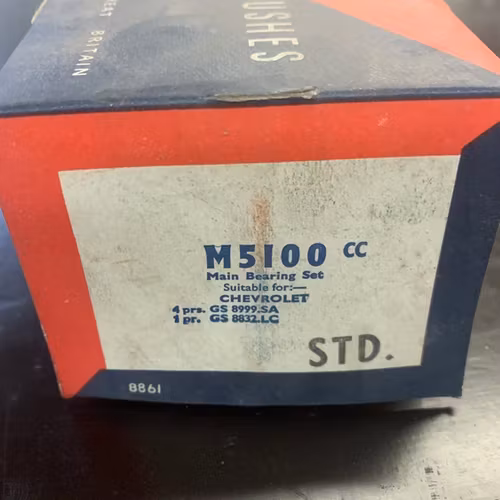 USHES
EAT BRITAIN
M5100 CC
Main Bearing Set
Suitable for:—
CHEVROLET
4 prs. GS 8999.SA
1 pr. GS 8832.LC
STD.
8861